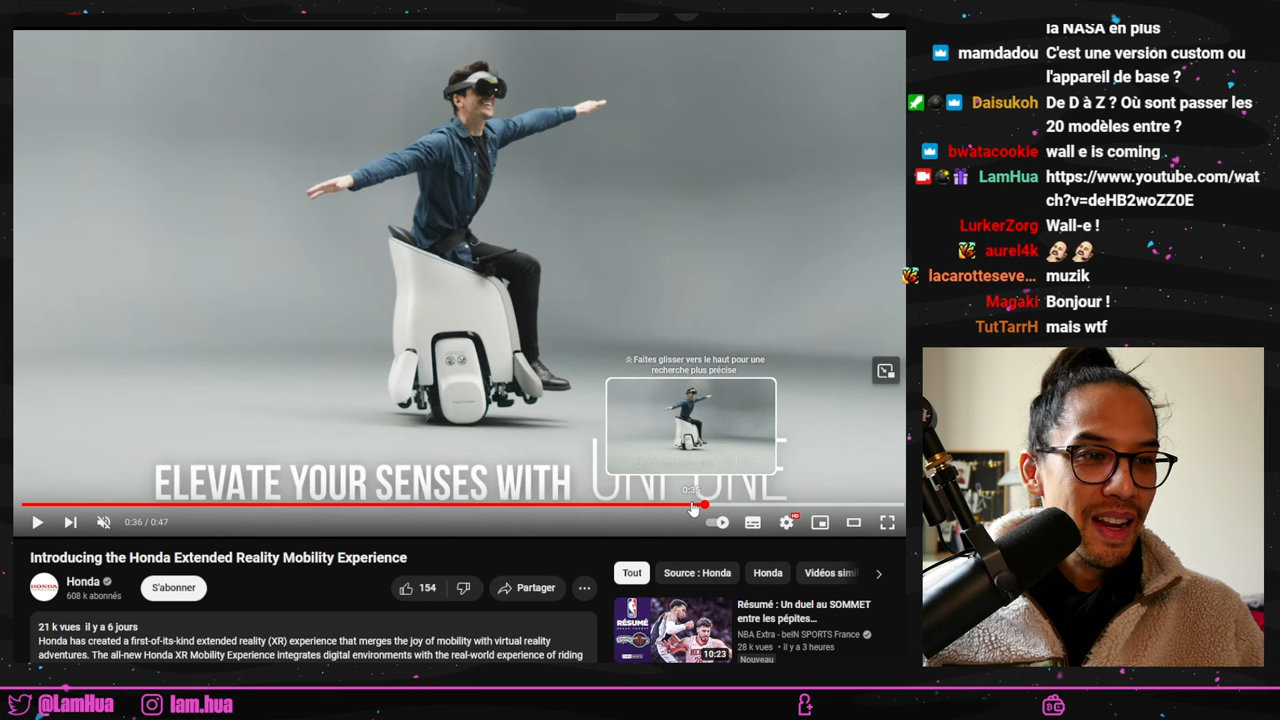 la NASA en plus
mamdadou C'est une version custom ou
l'appareil de base ?
Daisukoh De D à Z ? Où sont passer les
20 modèles entre ?
bwatacookie wall e is coming
LamHua https://www.youtube.com/wat
ch?v=deHB2woZZ0E
LurkerZorg Wall-e !
aurel4k
lacarotteseve... muzik
Magaki Bonjour !
TutTarrH mais wtf
Faites glisser vers le haut pour une
recherche plus précise
ELEVATE YOUR SENSES WITH UNI-ONE
0:35
0:36 / 0:47
HD
Introducing the Honda Extended Reality Mobility Experience
HONDA
Honda
608 k abonnés
S'abonner
154
Partager
21 k vues il y a 6 jours
Honda has created a first-of-its-kind extended reality (XR) experience that merges the joy of mobility with virtual reality
adventures. The all-new Honda XR Mobility Experience integrates digital environments with the real-world experience of riding
Tout
Source : Honda
Honda
Vidéos simil
RÉSUMÉ
10:23
Résumé : Un duel au SOMMET
entre les pépites...
NBA Extra - beIN SPORTS France
28 k vues • il y a 3 heures
Nouveau
@LamHua
lam.hua